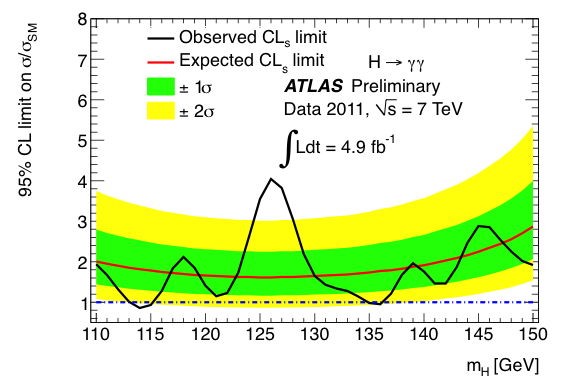 95% CL limit on σ/σSM
8
7
6
5
4
3
2
1
Observed CLs limit
Expected CLs limit
± 1σ
± 2σ
H → γγ
ATLAS Preliminary
Data 2011, √s = 7 TeV
∫Ldt = 4.9 fb-1
110 115 120 125 130 135 140 145 150
mH [GeV]